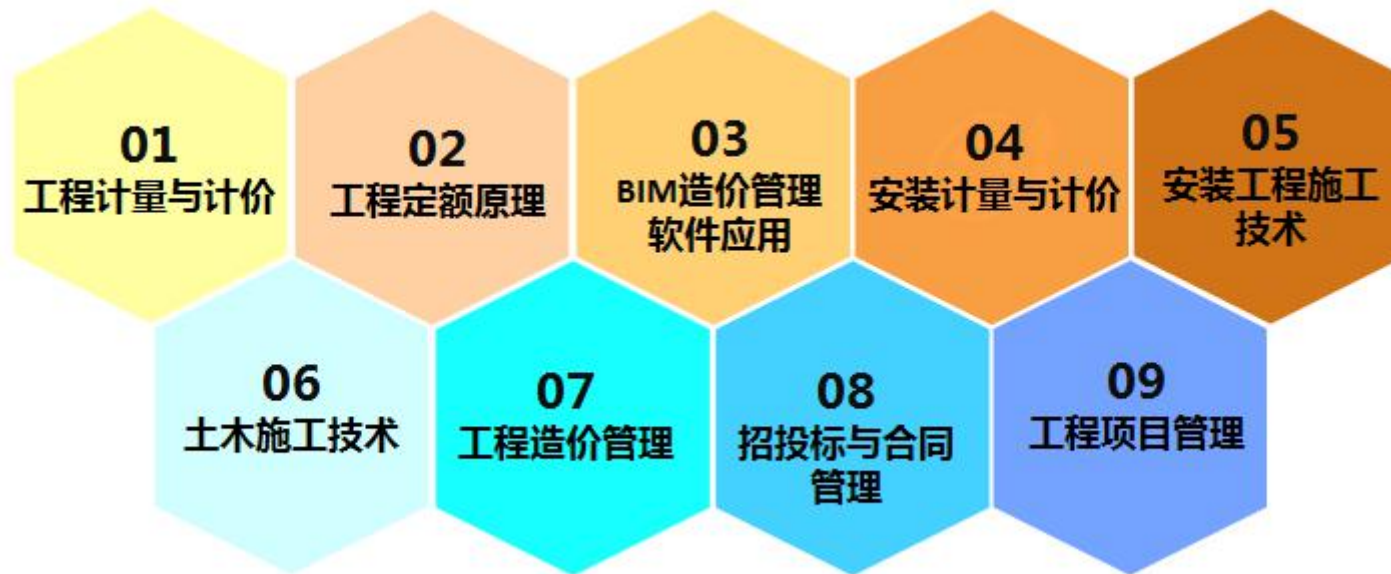 01
工程计量与计价
02
工程定额原理
03
BIM造价管理
软件应用
04
安装计量与计价
05
安装工程施工
技术
06
土木施工技术
07
工程造价管理
08
招投标与合同
管理
09
工程项目管理